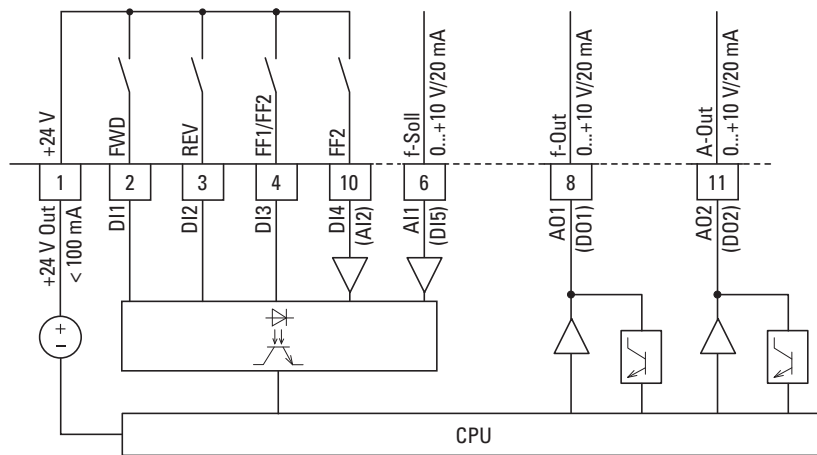 +24 V
FWD
REV
FF1/FF2
FF2
f-Soll
0...+10 V/20 mA
f-Out
0...+10 V/20 mA
A-Out
0...+10 V/20 mA
1
2
3
4
10
6
8
11
+24 V Out
< 100 mA
DI1
DI2
DI3
DI4
(AI2)
AI1
(DI5)
AO1
(DO1)
AO2
(DO2)
+
–
CPU